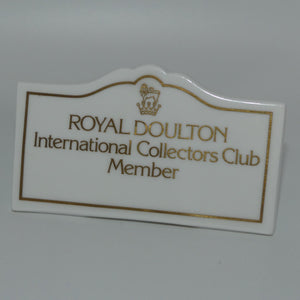 ROYAL DOULTON
International Collectors Club
Member